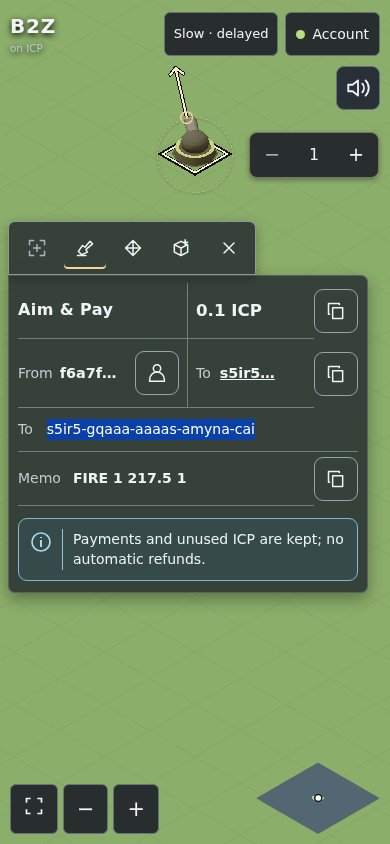 B2Z
on ICP
Slow · delayed
Account
1
Aim & Pay
0.1 ICP
From f6a7f...
To s5ir5...
To s5ir5-gqaaa-aaaas-amyna-cai
Memo FIRE 1 217.5 1
Payments and unused ICP are kept; no
automatic refunds.